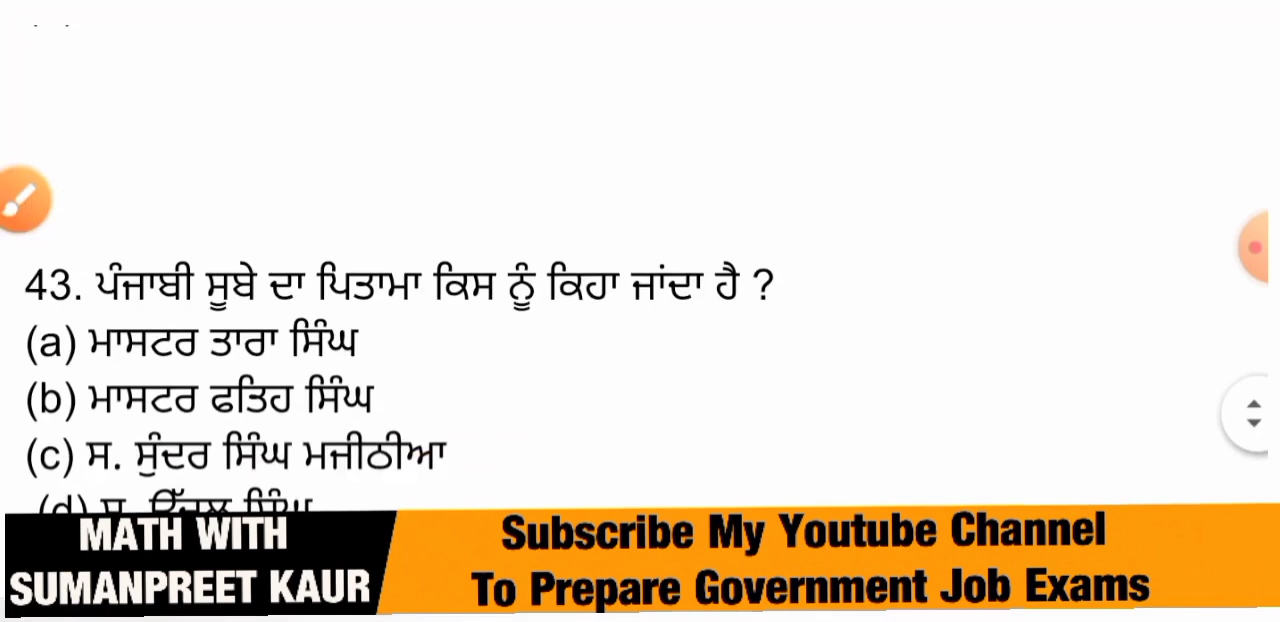 43. ਪੰਜਾਬੀ ਸੂਬੇ ਦਾ ਪਿਤਾਮਾ ਕਿਸ ਨੂੰ ਕਿਹਾ ਜਾਂਦਾ ਹੈ ?
(a) ਮਾਸਟਰ ਤਾਰਾ ਸਿੰਘ
(b) ਮਾਸਟਰ ਫਤਿਹ ਸਿੰਘ
(c) ਸ. ਸੁੰਦਰ ਸਿੰਘ ਮਜੀਠੀਆ
(d) ਸ. ਸਿੰਘ
MATH WITH
SUMANPREET KAUR
Subscribe My Youtube Channel
To Prepare Government Job Exams